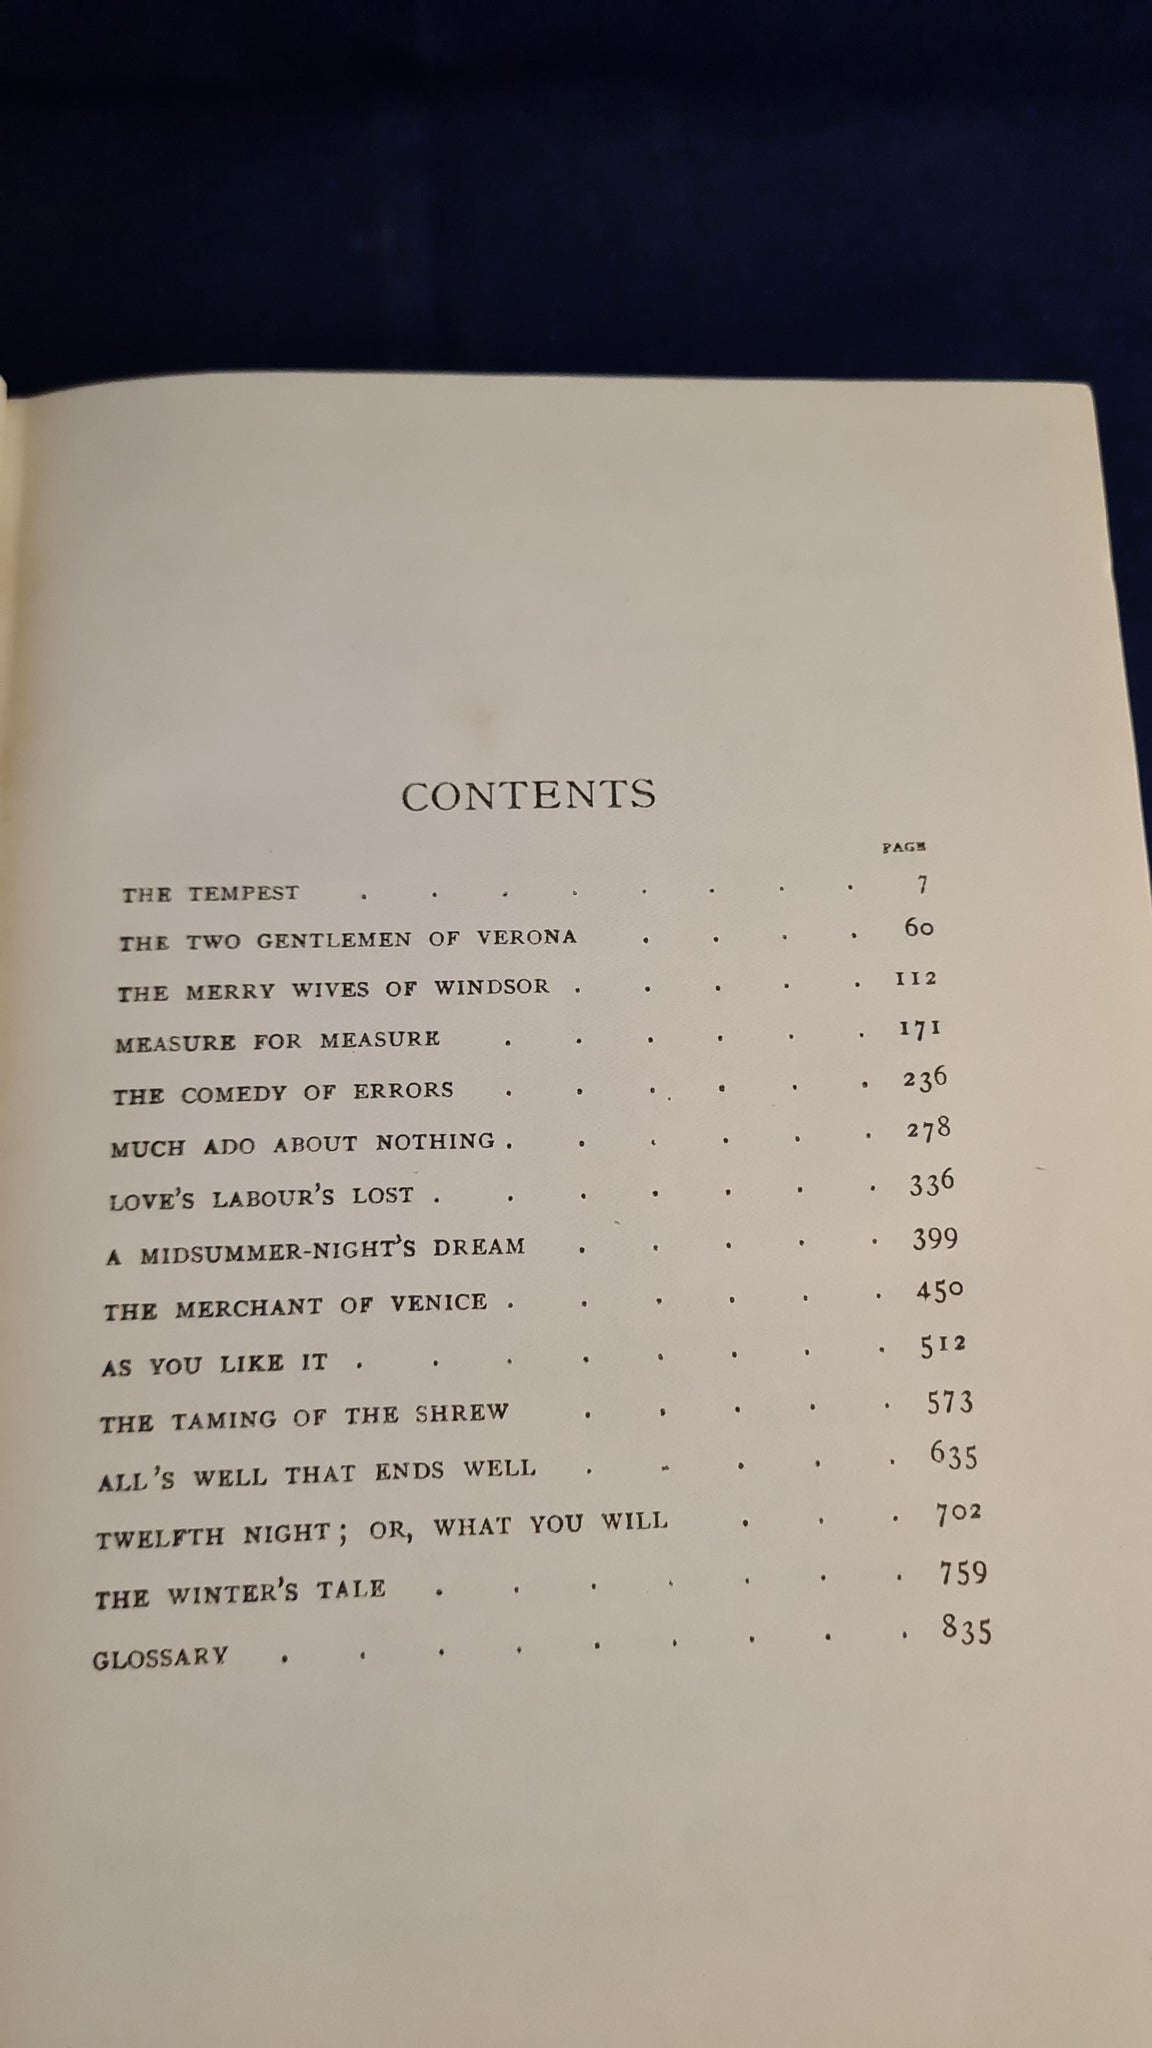 CONTENTS
PAGE
THE TEMPEST . . . . . . . . 7
THE TWO GENTLEMEN OF VERONA . . . . 60
THE MERRY WIVES OF WINDSOR . . . . . 112
MEASURE FOR MEASURE . . . . . . 171
THE COMEDY OF ERRORS . . . . . . 236
MUCH ADO ABOUT NOTHING . . . . . . 278
LOVE'S LABOUR'S LOST . . . . . . . 336
A MIDSUMMER-NIGHT'S DREAM . . . . . 399
THE MERCHANT OF VENICE . . . . . . 450
AS YOU LIKE IT . . . . . . . . 512
THE TAMING OF THE SHREW . . . . . 573
ALL'S WELL THAT ENDS WELL . . . . . 635
TWELFTH NIGHT; OR, WHAT YOU WILL . . . 702
THE WINTER'S TALE . . . . . . . 759
GLOSSARY . . . . . . . . . 835